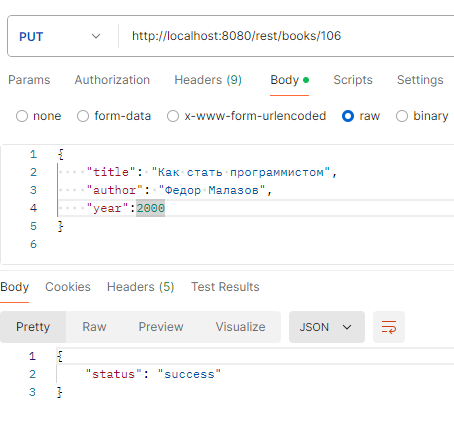 PUT http://localhost:8080/rest/books/106
Params Authorization Headers (9) Body Scripts Settings
none form-data x-www-form-urlencoded raw binary
1 {
2 "title": "Как стать программистом",
3 "author": "Федор Малазов",
4 "year":2000
5 }
6
Body Cookies Headers (5) Test Results
Pretty Raw Preview Visualize JSON
1 {
2 "status": "success"
3 }